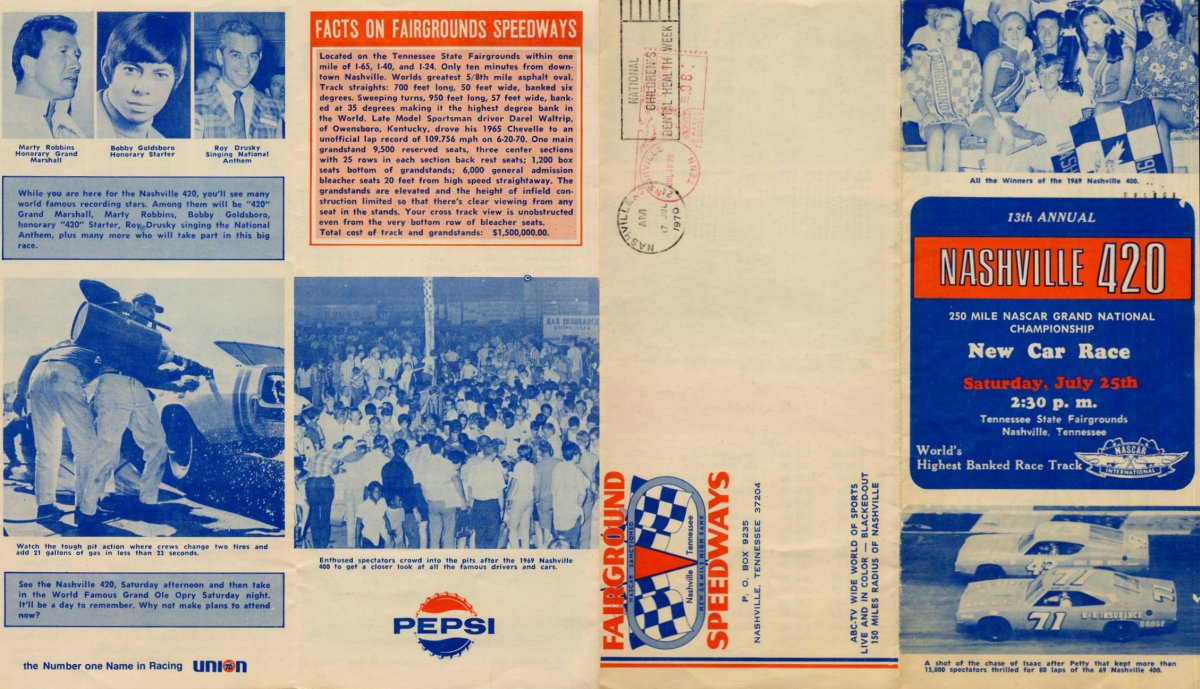 Marty Robbins
Honorary Grand
Marshall
Bobby Goldsboro
Honorary Starter
Roy Drusky
Singing National
Anthem
While you are here for the Nashville 420, you'll see many
world famous recording stars. Among them will be "420"
Grand Marshall, Marty Robbins, Bobby Goldsboro,
honorary "420" Starter, Roy Drusky singing the National
Anthem, plus many more who will take part in this big
race.
Watch the tough pit action where crews change two tires and
add 21 gallons of gas in less than 23 seconds.
See the Nashville 420, Saturday afternoon and then take
in the World Famous Grand Ole Opry Saturday night.
It'll be a day to remember. Why not make plans to attend
now?
the Number one Name in Racing
UNION
76
FACTS ON FAIRGROUNDS SPEEDWAYS
Located on the Tennessee State Fairgrounds within one
mile of I-65, I-40, and I-24. Only ten minutes from down-
town Nashville. Worlds greatest 5/8th mile asphalt oval.
Track straights: 700 feet long, 50 feet wide, banked six
degrees. Sweeping turns, 950 feet long, 57 feet wide, bank-
ed at 35 degrees making it the highest degree bank in
the World. Late Model Sportsman driver Darel Waltrip,
of Owensboro, Kentucky, drove his 1965 Chevelle to an
unofficial lap record of 109.756 mph on 6-20-70. One main
grandstand 9,500 reserved seats, three center sections
with 25 rows in each section back rest seats; 1,200 box
seats bottom of grandstands; 6,000 general admission
bleacher seats 20 feet from high speed straightaway. The
grandstands are elevated and the height of infield con-
struction limited so that there's clear viewing from any
seat in the stands. Your cross track view is unobstructed
even from the very bottom row of bleacher seats.
Total cost of track and grandstands: $1,500,000.00.
K&K INSURANCE
Enthused spectators crowd into the pits after the 1969 Nashville
400 to get a closer look at all the famous drivers and cars.
PEPSI
NATIONAL
CHILDREN'S
DENTAL HEALTH WEEK
NASHVILLE
TENN
NASHVILLE
AM
17 JUL
1970
FAIRGROUND
SPEEDWAYS
NASCAR SANCTIONED
Nashville Tennessee
P. O. BOX 9235
NASHVILLE, TENNESSEE 37204
ABC-TV WIDE WORLD OF SPORTS
LIVE AND IN COLOR — BLACKED-OUT
150 MILES RADIUS OF NASHVILLE
All the Winners of the 1969 Nashville 400.
13th ANNUAL
NASHVILLE 420
250 MILE NASCAR GRAND NATIONAL
CHAMPIONSHIP
New Car Race
Saturday, July 25th
2:30 p. m.
Tennessee State Fairgrounds
Nashville, Tennessee
World's
Highest Banked Race Track
NASCAR
INTERNATIONAL
43
71
71
K & K INSURANCE
DODGE
A shot of the chase of Isaac after Petty that kept more than
15,000 spectators thrilled for 80 laps of the 69 Nashville 400.